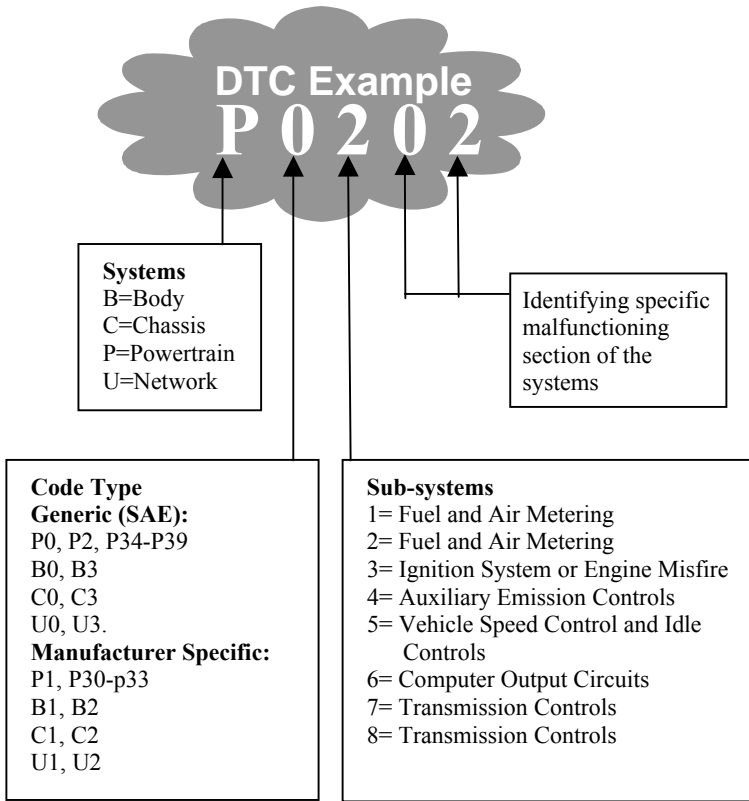 DTC Example
P 0 2 0 2
Systems
B=Body
C=Chassis
P=Powertrain
U=Network
Identifying specific
malfunctioning
section of the
systems
Code Type
Generic (SAE):
P0, P2, P34-P39
B0, B3
C0, C3
U0, U3.
Manufacturer Specific:
P1, P30-p33
B1, B2
C1, C2
U1, U2
Sub-systems
1= Fuel and Air Metering
2= Fuel and Air Metering
3= Ignition System or Engine Misfire
4= Auxiliary Emission Controls
5= Vehicle Speed Control and Idle
Controls
6= Computer Output Circuits
7= Transmission Controls
8= Transmission Controls